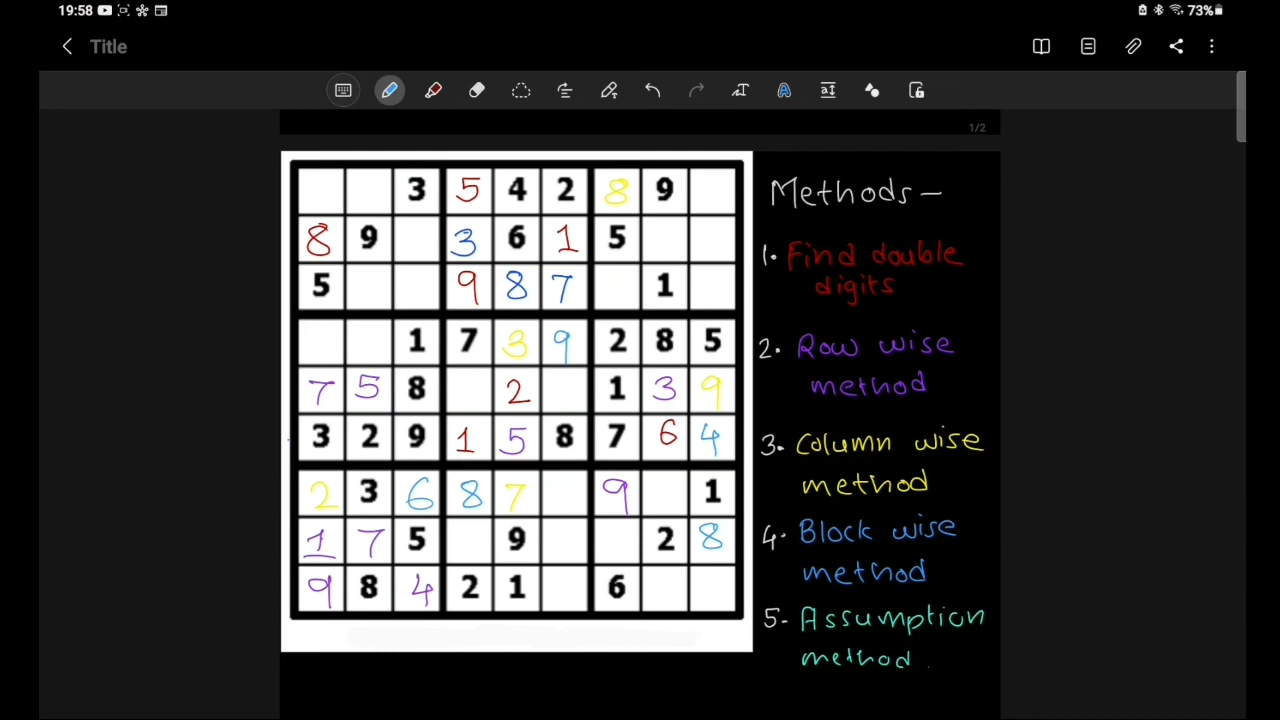 19:58
73%
Title
1/2
3 5 4 2 8 9
8 9 3 6 1 5
5 9 8 7 1
1 7 3 9 2 8 5
7 5 8 2 1 3 9
3 2 9 1 5 8 7 6 4
2 3 6 8 7 9 1
1 7 5 9 2 8
9 8 4 2 1 6
Methods -
1. Find double
digits
2. Row wise
method
3. Column wise
method
4. Block wise
method
5- Assumption
method.